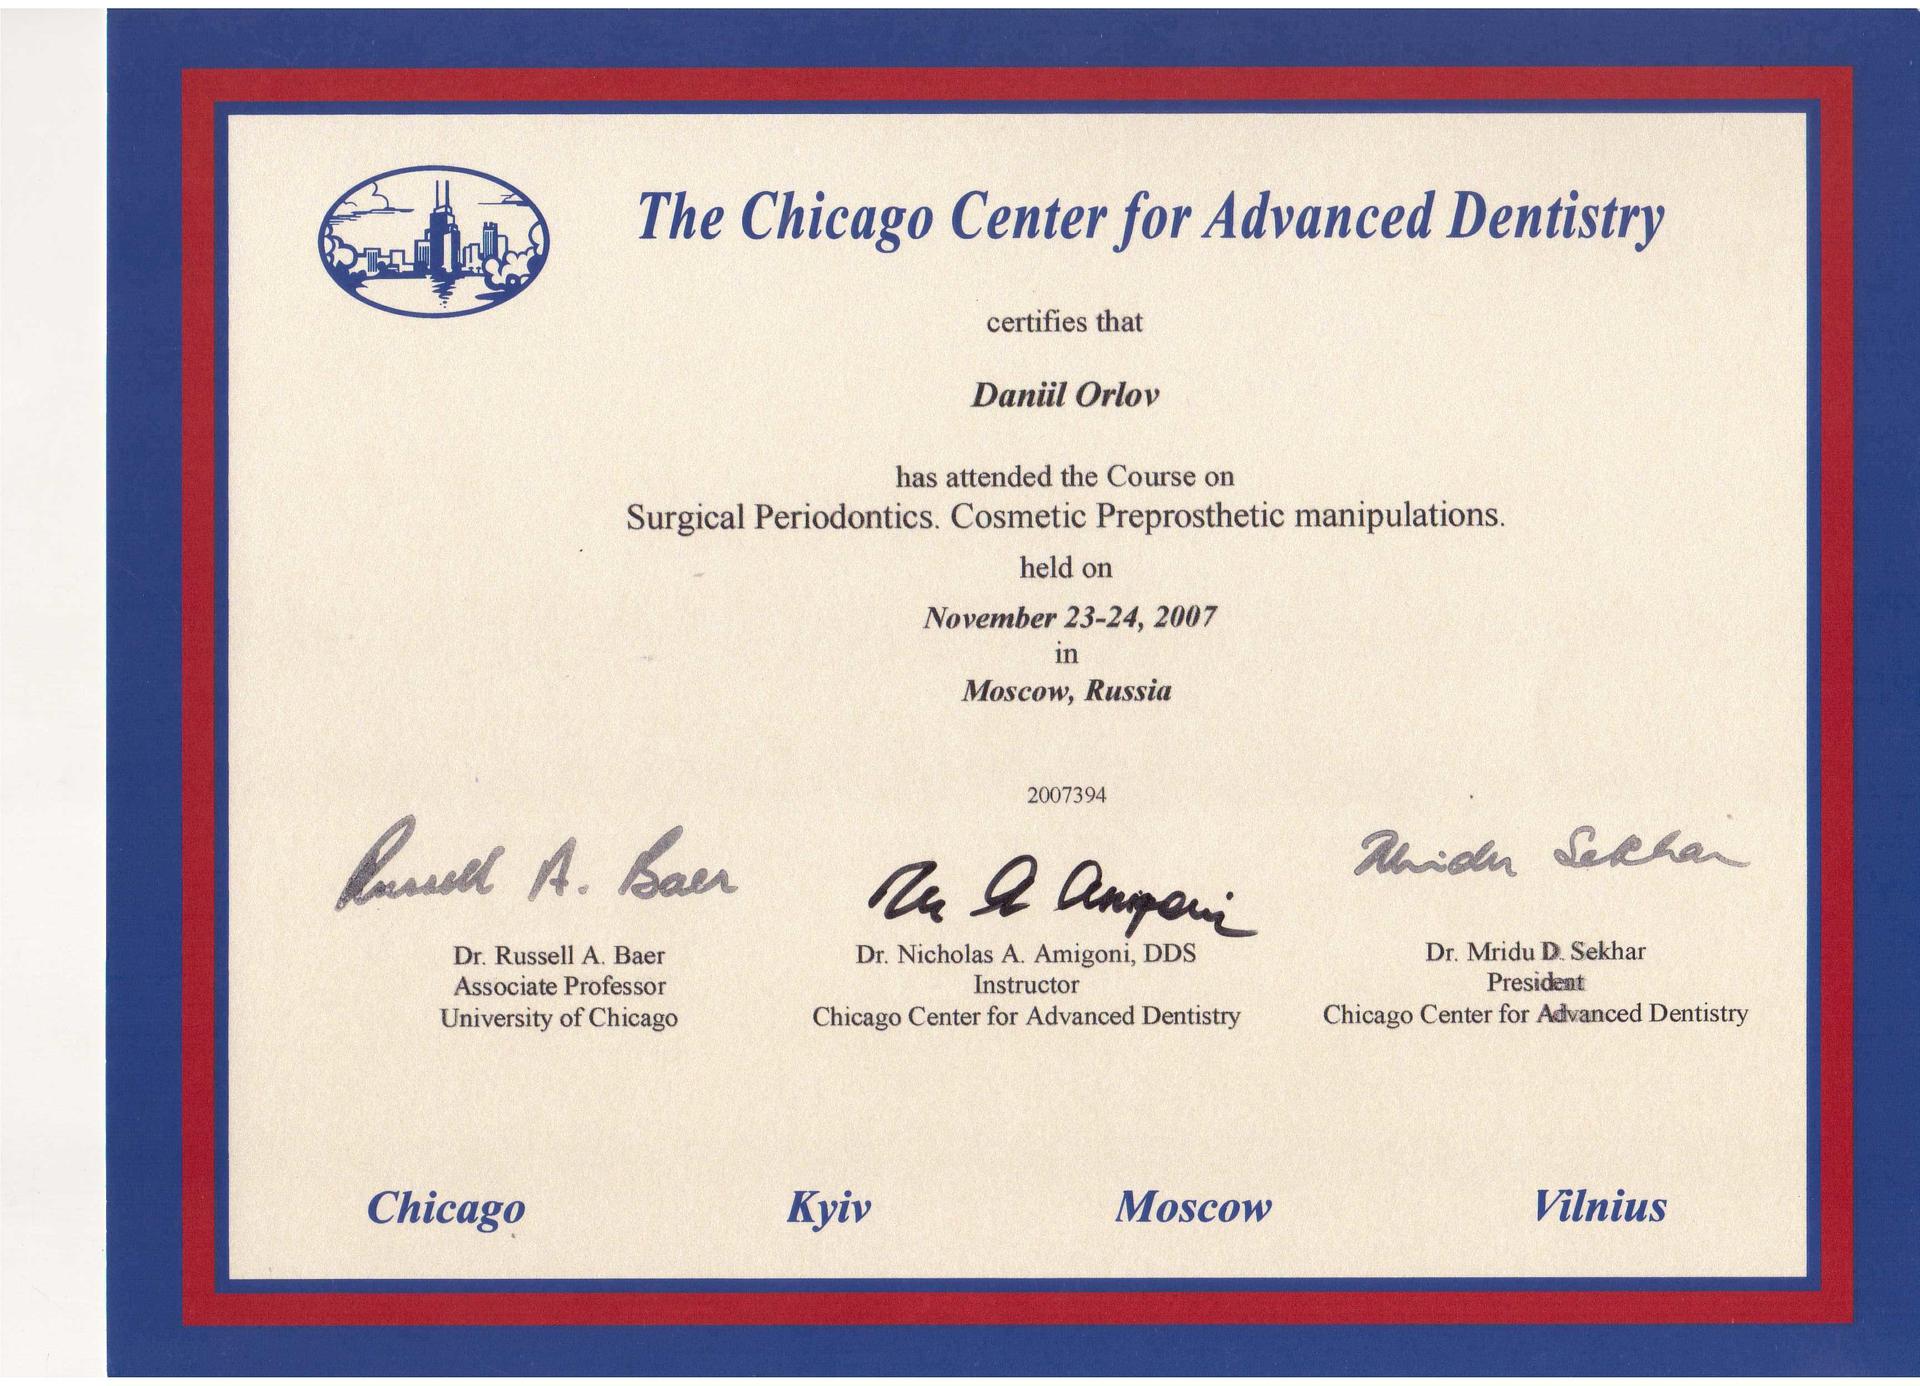 The Chicago Center for Advanced Dentistry
certifies that
Daniil Orlov
has attended the Course on
Surgical Periodontics. Cosmetic Preprosthetic manipulations.
held on
November 23-24, 2007
in
Moscow, Russia
2007394
Russell A. Baer
N A Amigoni
Mridu Sekhar
Dr. Russell A. Baer
Associate Professor
University of Chicago
Dr. Nicholas A. Amigoni, DDS
Instructor
Chicago Center for Advanced Dentistry
Dr. Mridu D. Sekhar
President
Chicago Center for Advanced Dentistry
Chicago Kyiv Moscow Vilnius